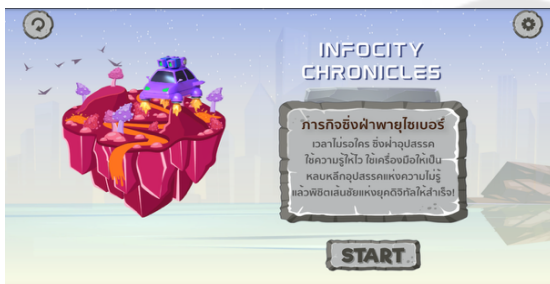 INFOCITY
CHRONICLES
ภารกิจซิ่งฝ่าพายุไซเบอร์
เวลาไม่รอใคร ซิ่งผ่าอุปสรรค
ใช้ความรู้ให้ไว ใช้เครื่องมือให้เป็น
หลบหลีกอุปสรรคแห่งความไม่รู้
แล้วพิชิตเส้นชัยแห่งยุคดิจิทัลให้สำเร็จ!
START